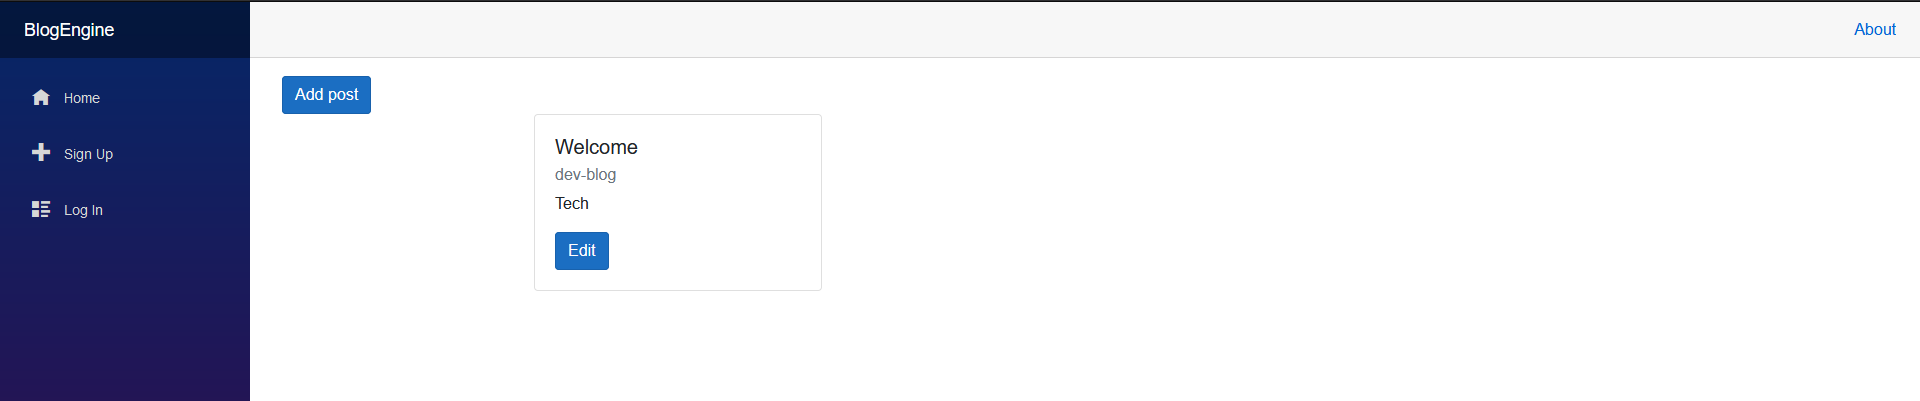 BlogEngine
About
Home
Sign Up
Log In
Add post
Welcome
dev-blog
Tech
Edit